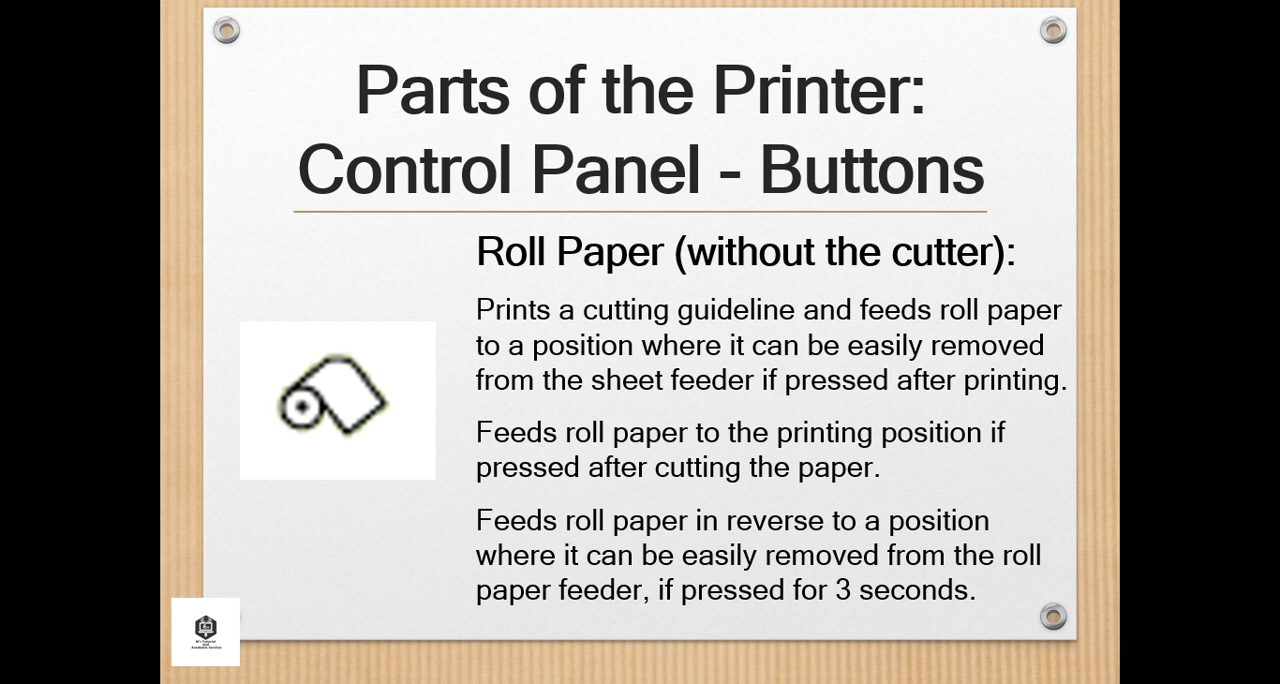 Parts of the Printer:
Control Panel - Buttons
Roll Paper (without the cutter):
Prints a cutting guideline and feeds roll paper
to a position where it can be easily removed
from the sheet feeder if pressed after printing.
Feeds roll paper to the printing position if
pressed after cutting the paper.
Feeds roll paper in reverse to a position
where it can be easily removed from the roll
paper feeder, if pressed for 3 seconds.